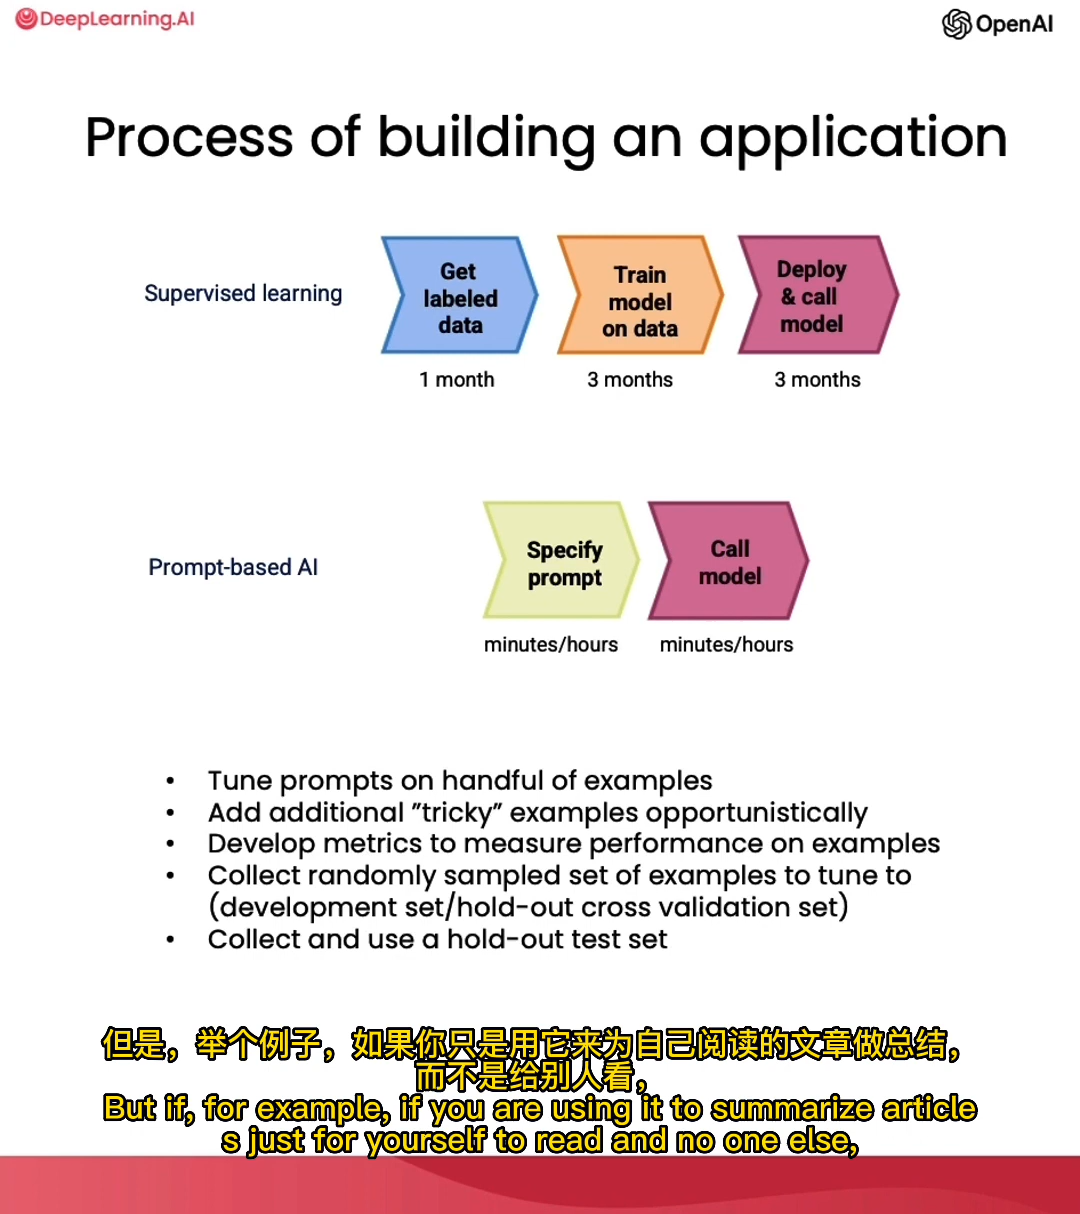 DeepLearning.AI
OpenAI
Process of building an application
Supervised learning
Get
labeled
data
Train
model
on data
Deploy
& call
model
1 month
3 months
3 months
Prompt-based AI
Specify
prompt
Call
model
minutes/hours
minutes/hours
• Tune prompts on handful of examples
• Add additional ”tricky” examples opportunistically
• Develop metrics to measure performance on examples
• Collect randomly sampled set of examples to tune to
(development set/hold-out cross validation set)
• Collect and use a hold-out test set
但是，举个例子，如果你只是用它来为自己阅读的文章做总结，
而不是给别人看，
But if, for example, if you are using it to summarize article
s just for yourself to read and no one else,